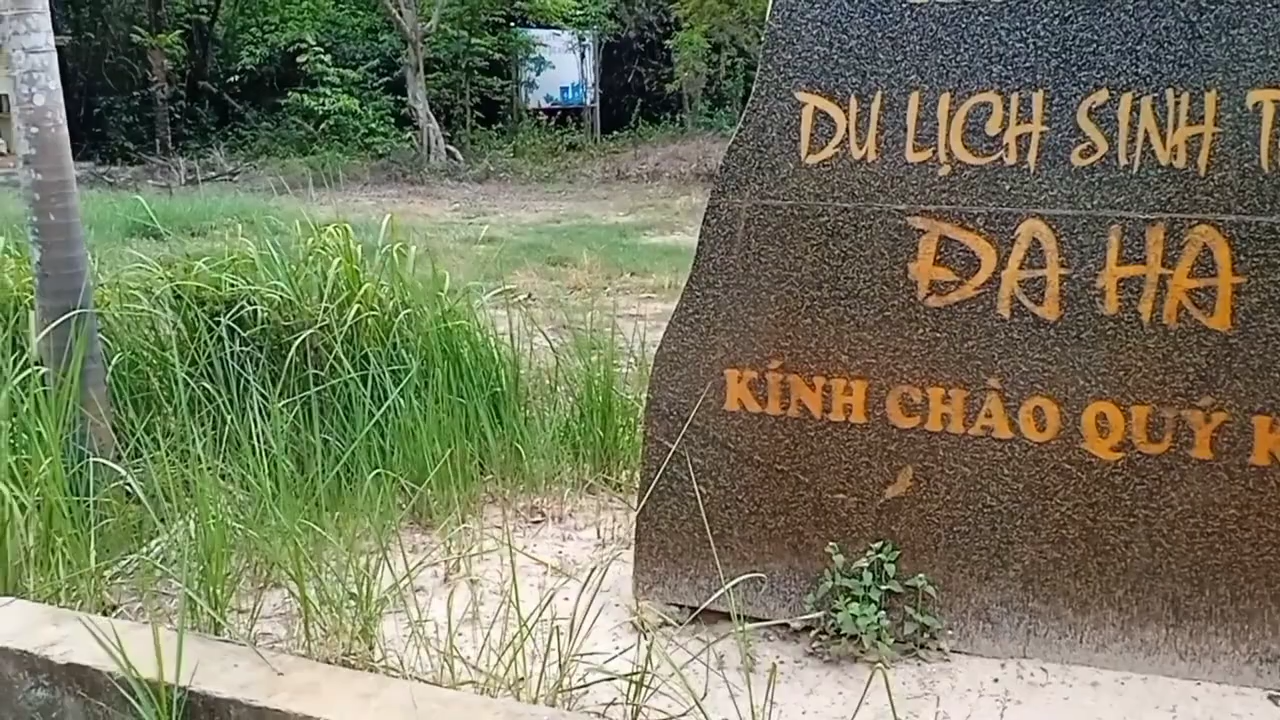 DU LỊCH SINH T
ĐA HA
KÍNH CHÀO QUÝ K